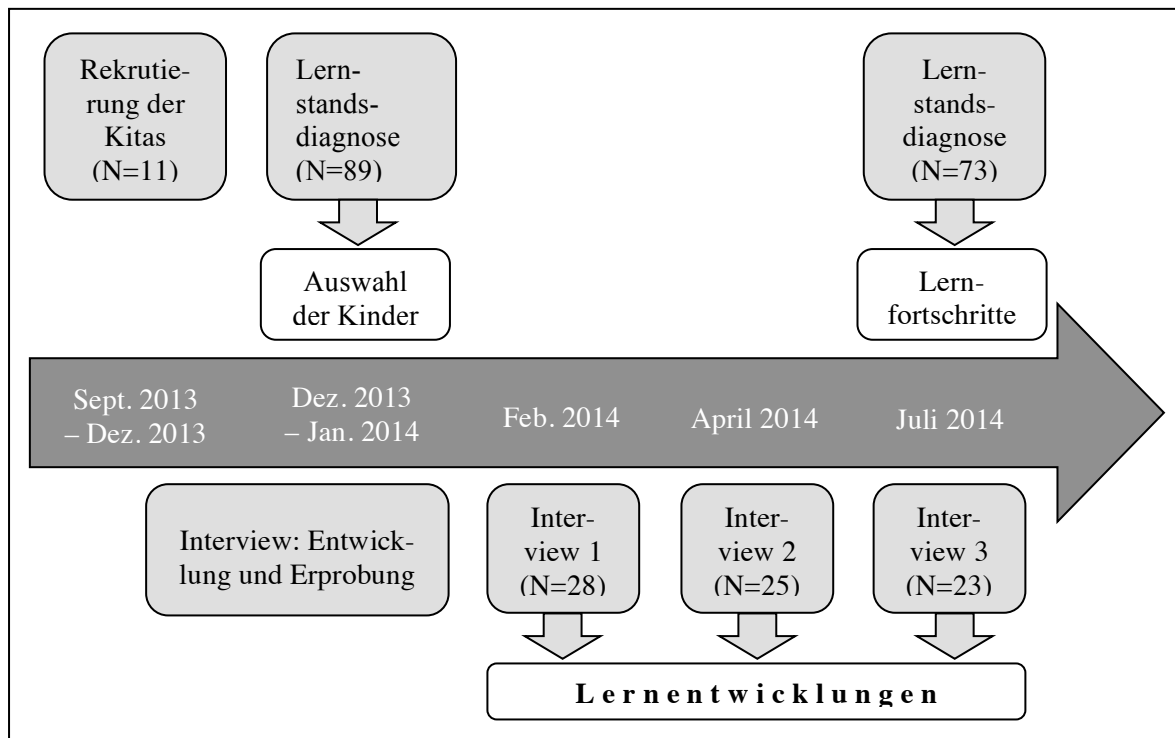 Rekrutie-
rung der
Kitas
(N=11)
Lern-
stands-
diagnose
(N=89)
Lern-
stands-
diagnose
(N=73)
Auswahl
der Kinder
Lern-
fortschritte
Sept. 2013
– Dez. 2013
Dez. 2013
– Jan. 2014
Feb. 2014
April 2014
Juli 2014
Interview: Entwick-
lung und Erprobung
Inter-
view 1
(N=28)
Inter-
view 2
(N=25)
Inter-
view 3
(N=23)
Lernentwicklungen